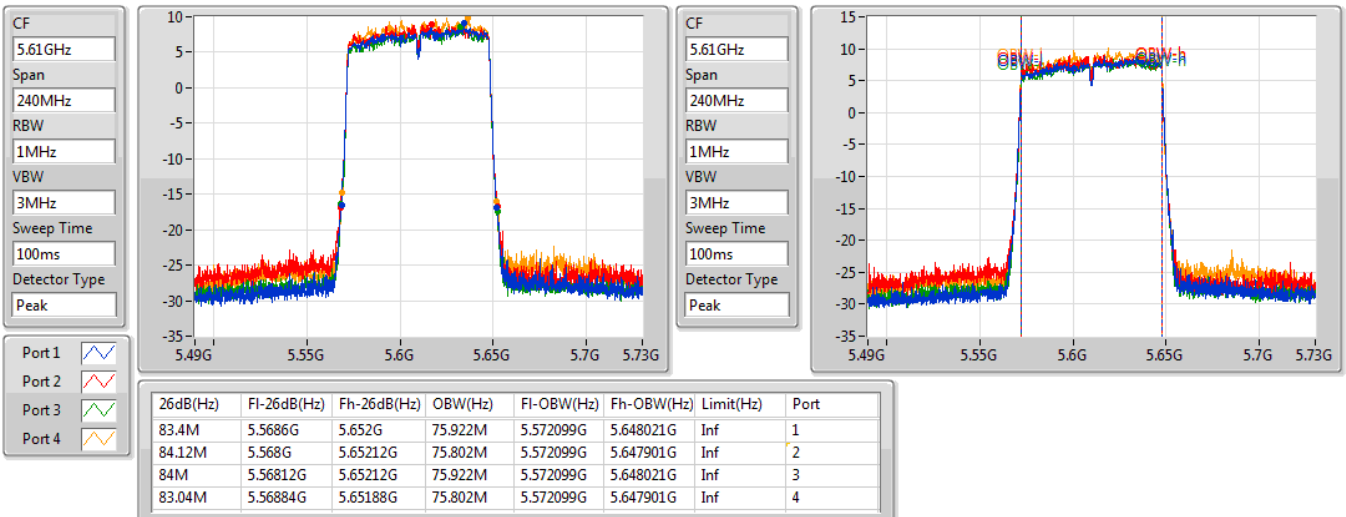 CF
5.61GHz
Span
240MHz
RBW
1MHz
VBW
3MHz
Sweep Time
100ms
Detector Type
Peak
10
5
0
-5
-10
-15
-20
-25
-30
-35
5.49G 5.55G 5.6G 5.65G 5.7G 5.73G
CF
5.61GHz
Span
240MHz
RBW
1MHz
VBW
3MHz
Sweep Time
100ms
Detector Type
Peak
15
10
5
0
-5
-10
-15
-20
-25
-30
-35
OBW-l OBW-h
5.49G 5.55G 5.6G 5.65G 5.7G 5.73G
Port 1
Port 2
Port 3
Port 4
26dB(Hz) Fl-26dB(Hz) Fh-26dB(Hz) OBW(Hz) Fl-OBW(Hz) Fh-OBW(Hz) Limit(Hz) Port
83.4M 5.5686G 5.652G 75.922M 5.572099G 5.648021G Inf 1
84.12M 5.568G 5.65212G 75.802M 5.572099G 5.647901G Inf 2
84M 5.56812G 5.65212G 75.922M 5.572099G 5.648021G Inf 3
83.04M 5.56884G 5.65188G 75.802M 5.572099G 5.647901G Inf 4